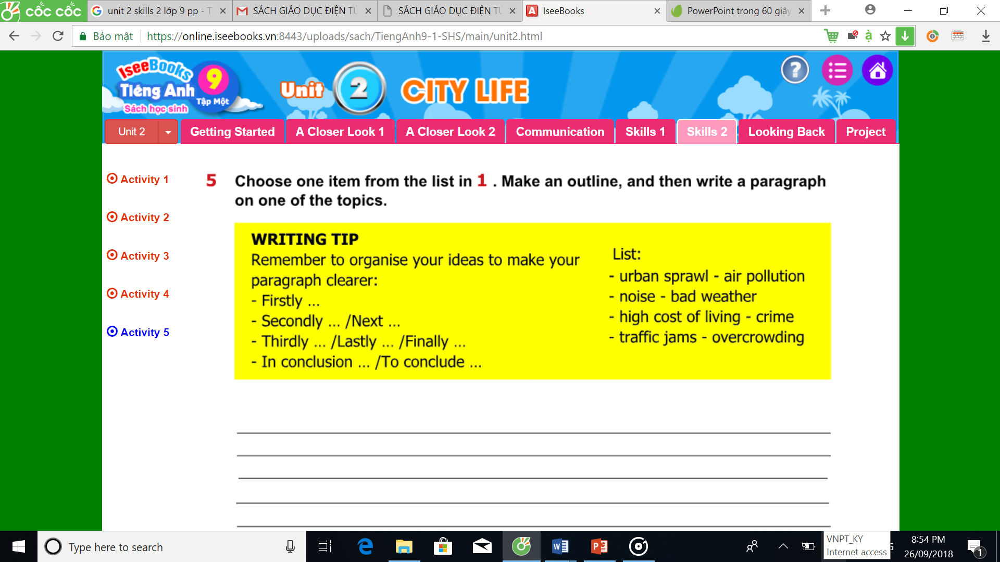 cốc cốc
unit 2 skills 2 lớp 9 pp - T
SÁCH GIÁO DỤC ĐIỆN TỬ
SÁCH GIÁO DỤC ĐIỆN TỬ
IseeBooks
PowerPoint trong 60 giây
Bảo mật
https://online.iseebooks.vn:8443/uploads/sach/TiengAnh9-1-SHS/main/unit2.html
IseeBooks
Tiếng Anh 9
Tập Một
Sách học sinh
Unit 2 CITY LIFE
?
Unit 2
Getting Started
A Closer Look 1
A Closer Look 2
Communication
Skills 1
Skills 2
Looking Back
Project
Activity 1
Activity 2
Activity 3
Activity 4
Activity 5
5 Choose one item from the list in 1 . Make an outline, and then write a paragraph
on one of the topics.
WRITING TIP
Remember to organise your ideas to make your
paragraph clearer:
- Firstly ...
- Secondly ... /Next ...
- Thirdly ... /Lastly ... /Finally ...
- In conclusion ... /To conclude ...
List:
- urban sprawl - air pollution
- noise - bad weather
- high cost of living - crime
- traffic jams - overcrowding
Type here to search
VNPT_KY
Internet access
8:54 PM
26/09/2018
1